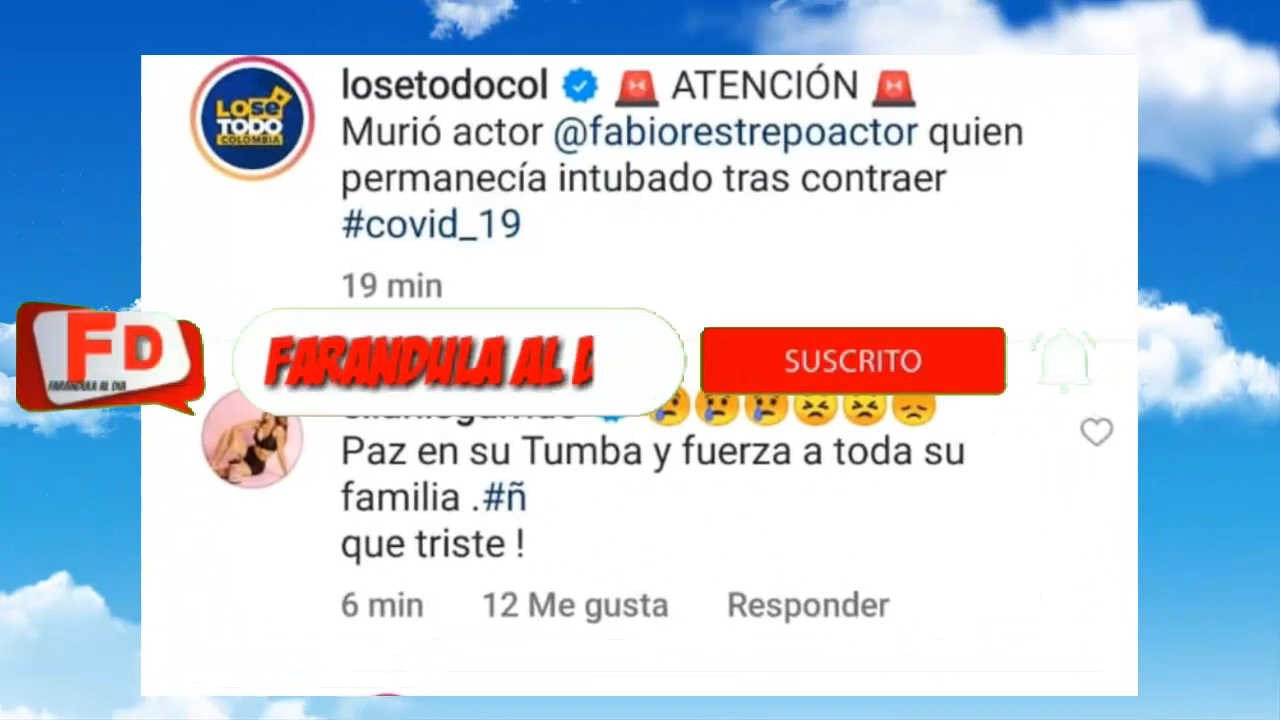 losetodocol ATENCIÓN
Murió actor @fabiorestrepoactor quien
permanecía intubado tras contraer
#covid_19
19 min
LO SE
TODO
COLOMBIA
FD
FARANDULA AL DIA
FARANDULA AL D
SUSCRITO
Paz en su Tumba y fuerza a toda su
familia .#ñ
que triste !
6 min 12 Me gusta Responder